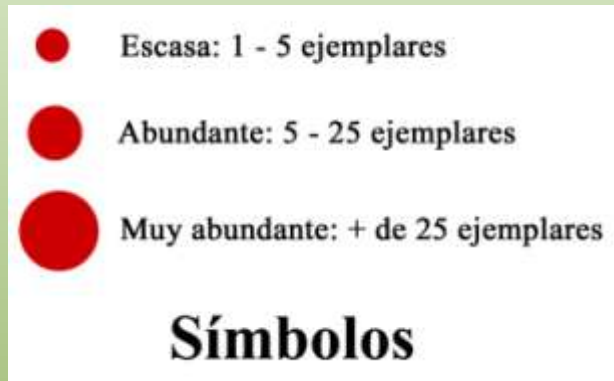 Escasa: 1 - 5 ejemplares
Abundante: 5 - 25 ejemplares
Muy abundante: + de 25 ejemplares
Símbolos